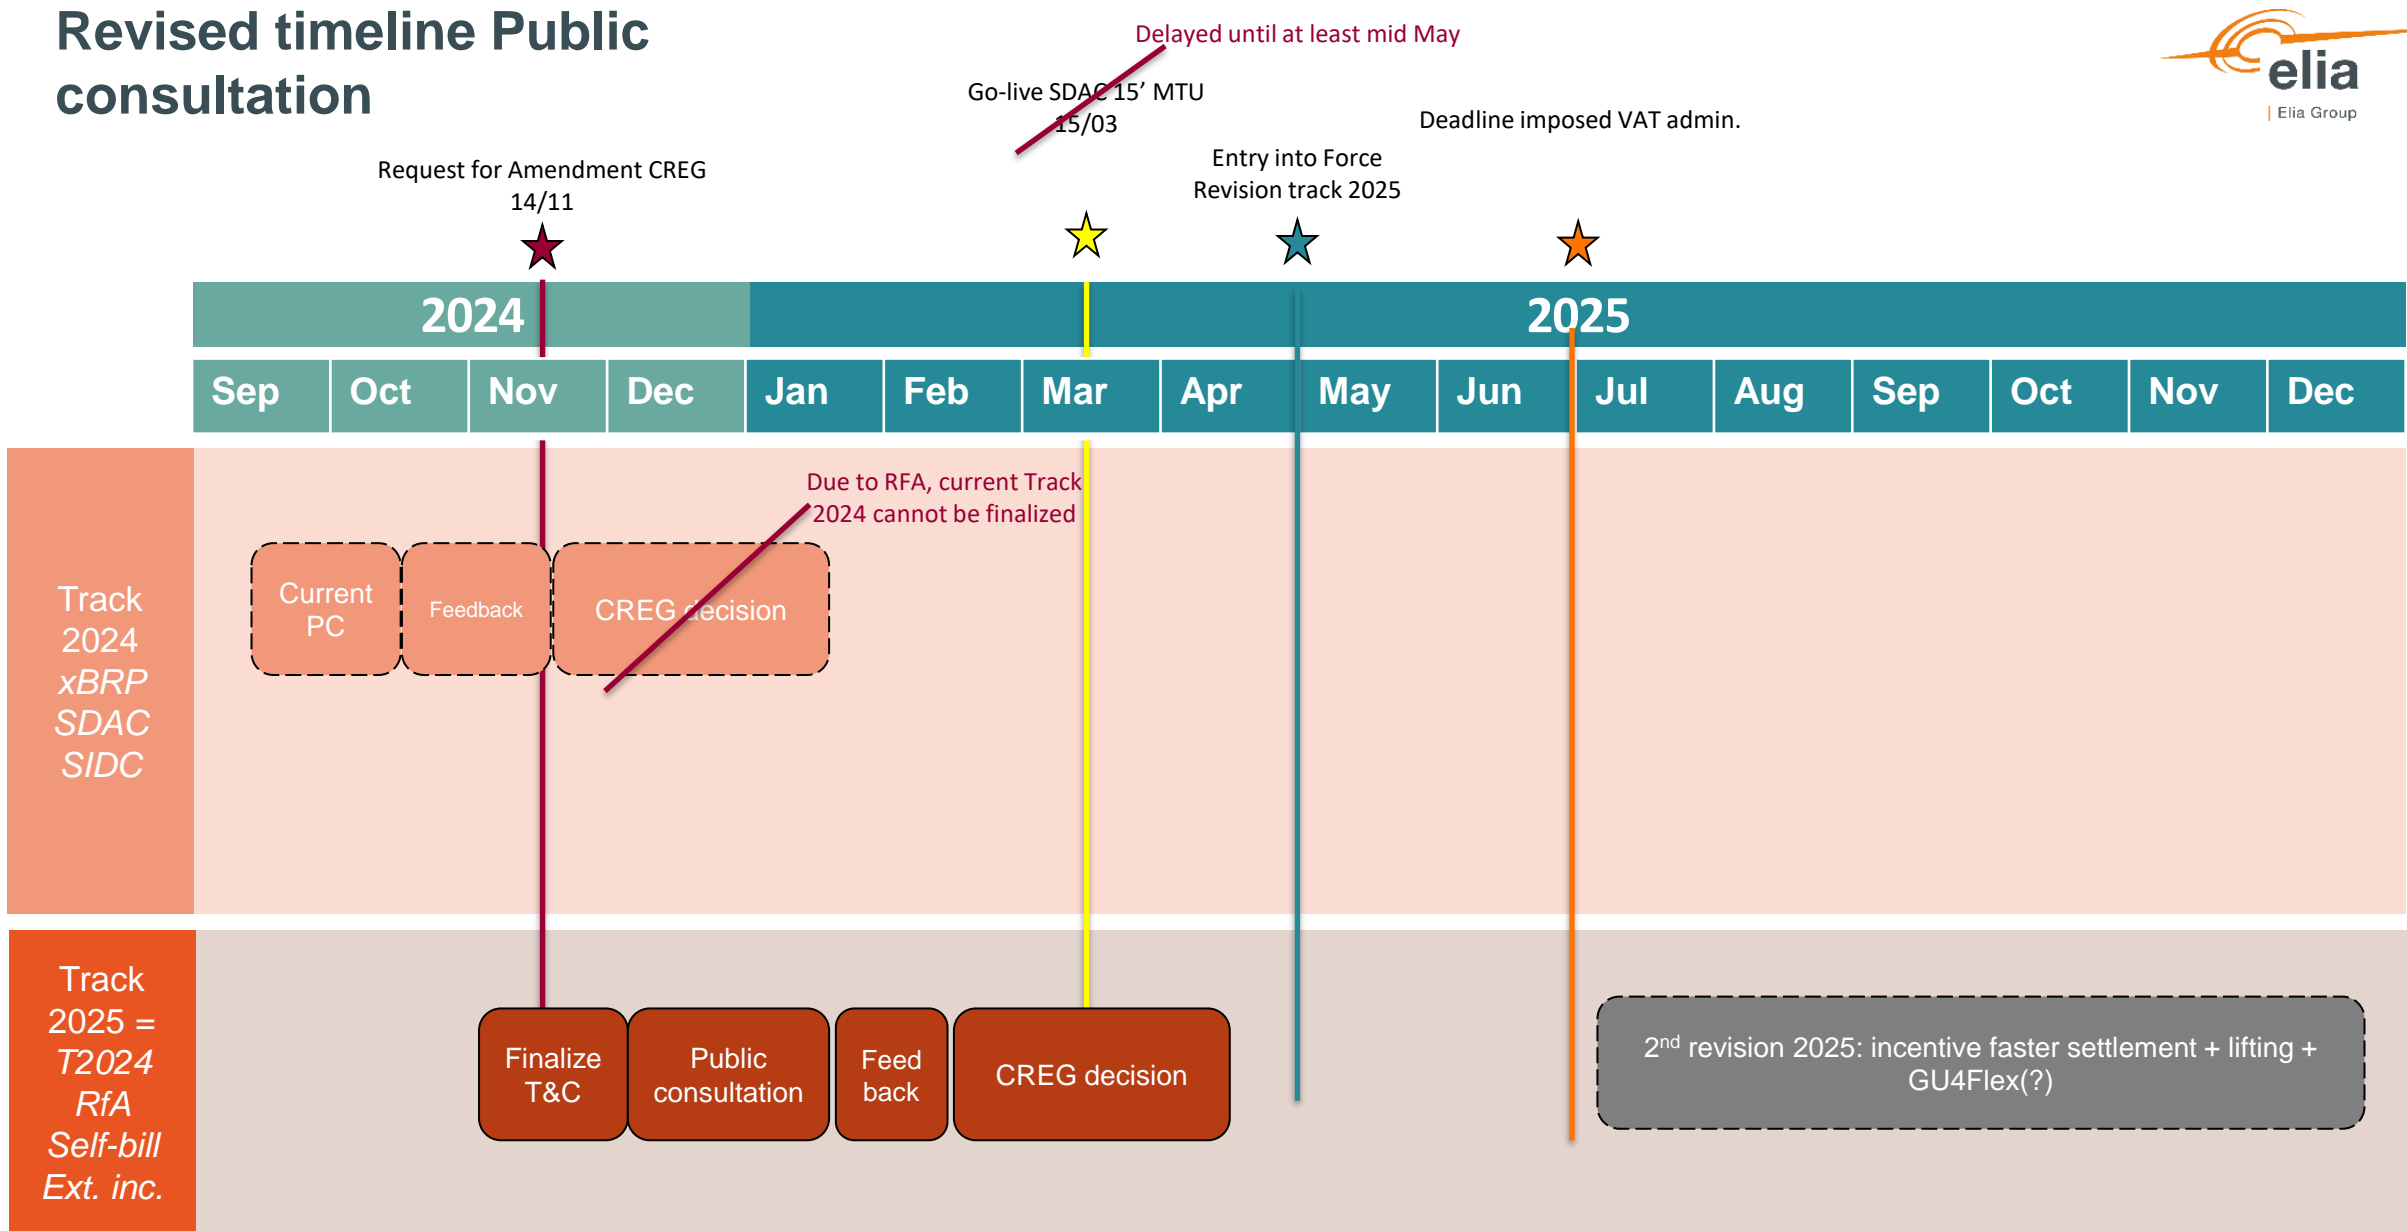 Revised timeline Public
consultation
Delayed until at least mid May
Go-live SDAC 15’ MTU
15/03
Deadline imposed VAT admin.
Entry into Force
Revision track 2025
Request for Amendment CREG
14/11
elia
| Elia Group
2024
2025
Sep Oct Nov Dec Jan Feb Mar Apr May Jun Jul Aug Sep Oct Nov Dec
Due to RFA, current Track
2024 cannot be finalized
Track
2024
xBRP
SDAC
SIDC
Current
PC
Feedback
CREG decision
Track
2025 =
T2024
RfA
Self-bill
Ext. inc.
Finalize
T&C
Public
consultation
Feed
back
CREG decision
2nd revision 2025: incentive faster settlement + lifting +
GU4Flex(?)